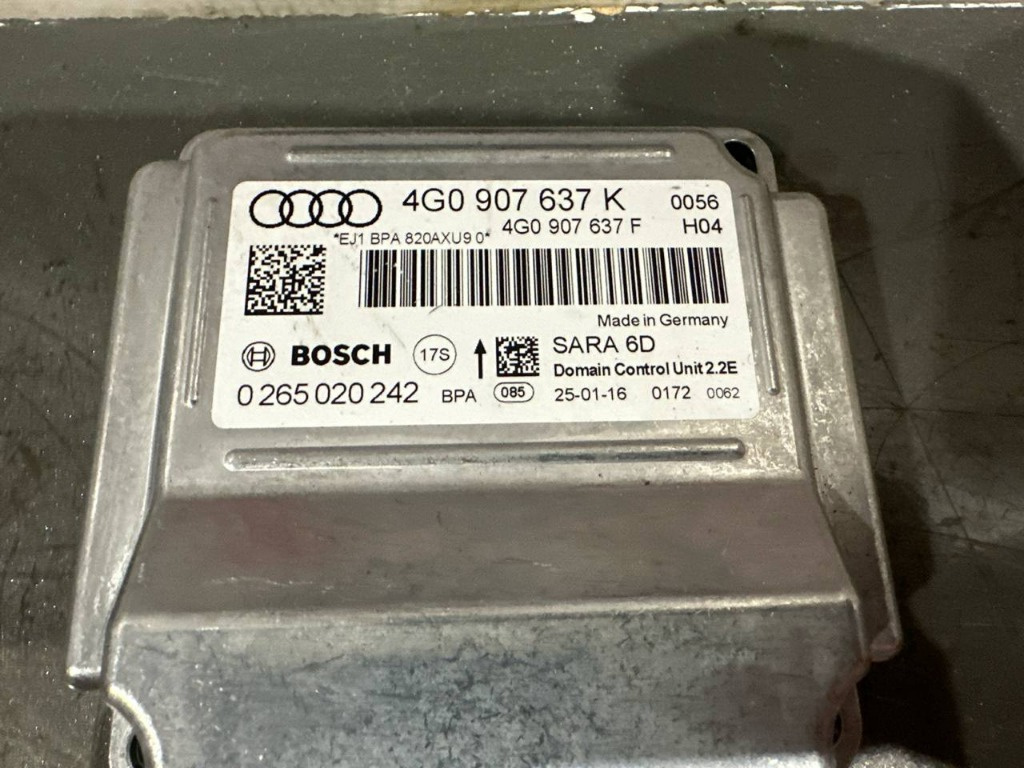 4G0 907 637 K 0056
4G0 907 637 F H04
*EJ1 BPA 820AXU9 0*
Made in Germany
BOSCH 17S SARA 6D
Domain Control Unit 2.2E
0 265 020 242 BPA 085 25-01-16 0172 0062